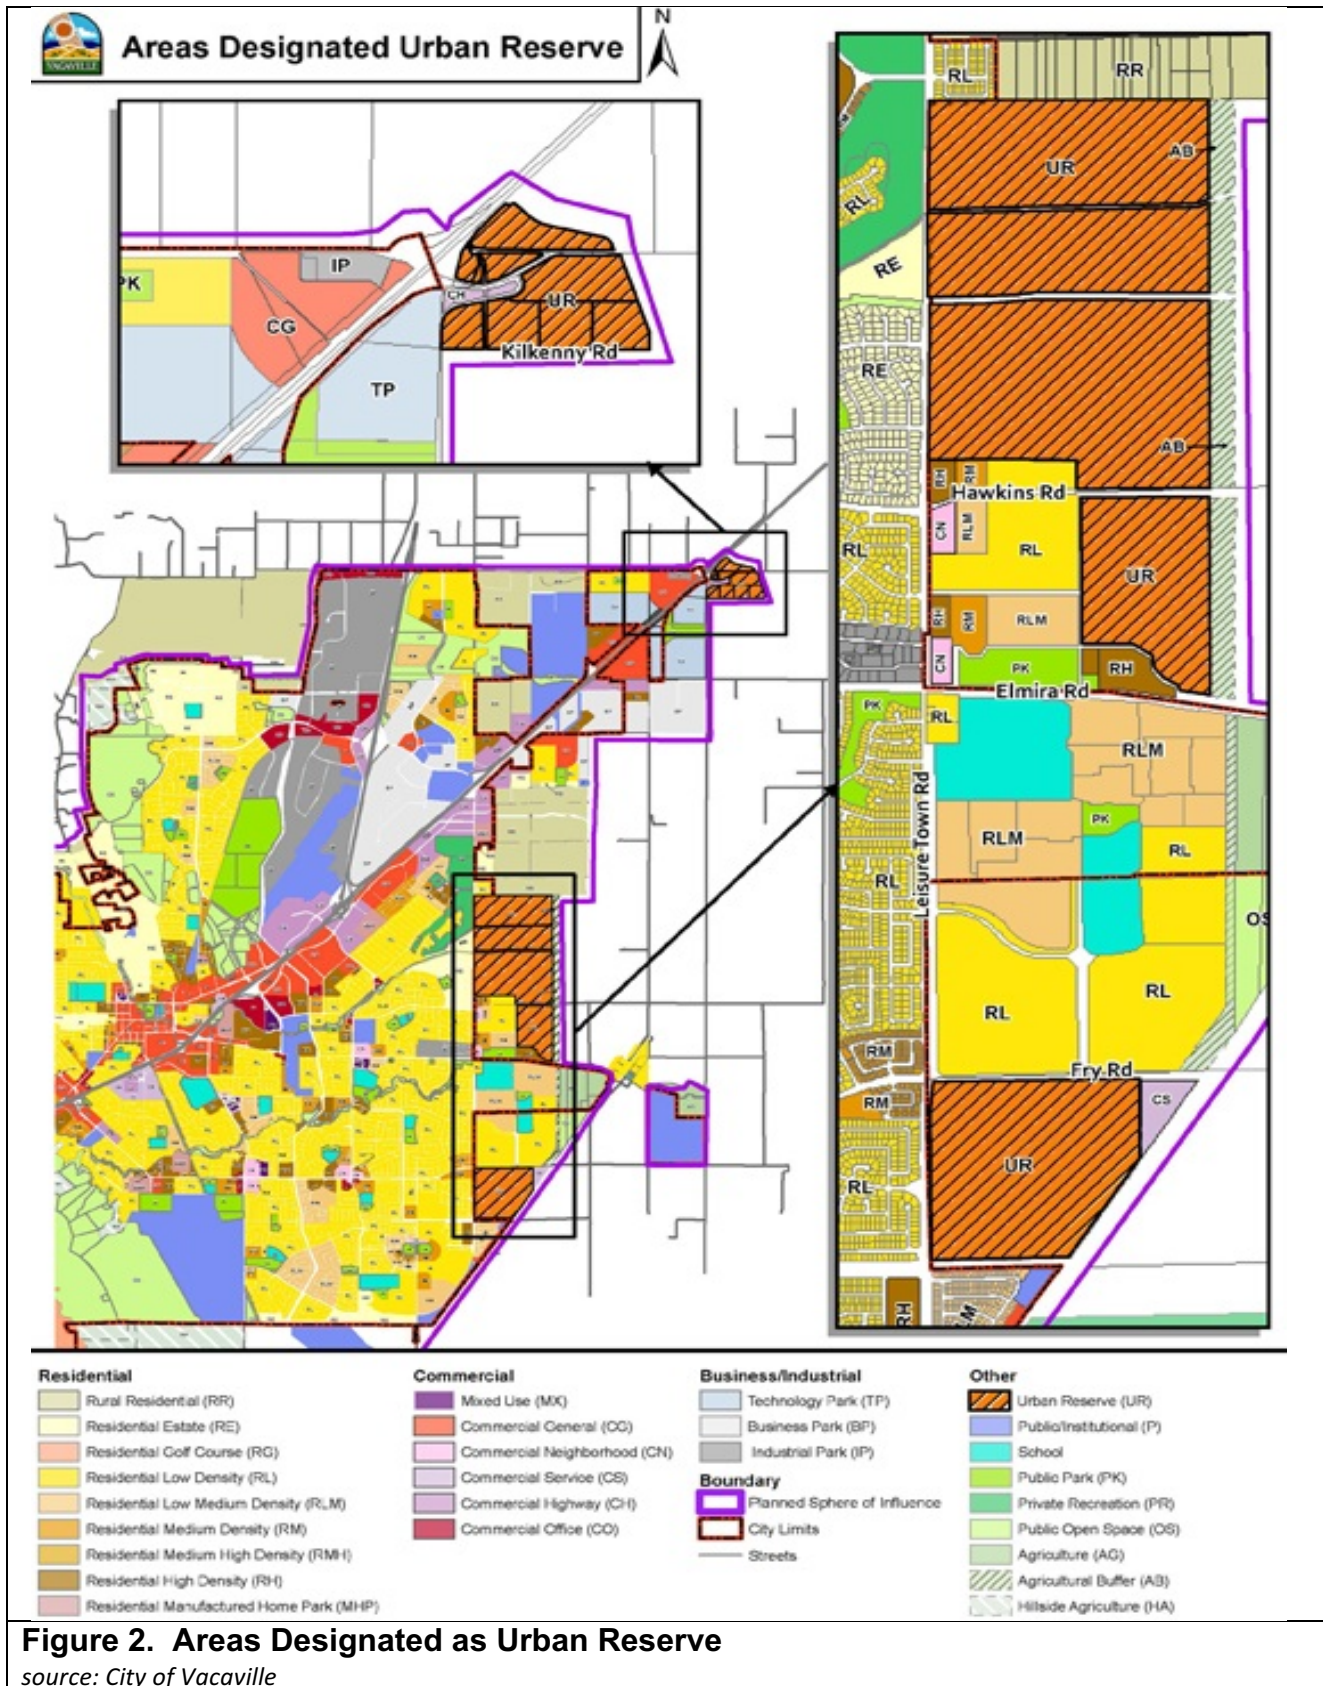 VACAVILLE
Areas Designated Urban Reserve
N
IP
PK
CG
CH
UR
Kilkenny Rd
TP
RL
RR
UR
AB
RL
RE
RE
AB
RH
RM
Hawkins Rd
CN
RLM
RL
RL
UR
RH
RM
RLM
CN
PK
RH
Elmira Rd
PK
RL
RLM
Leisure Town Rd
PK
RLM
RL
RL
OS
RL
RL
RM
Fry Rd
RM
CS
UR
RL
RH
LM
Residential
Rural Residential (RR)
Residential Estate (RE)
Residential Golf Course (RG)
Residential Low Density (RL)
Residential Low Medium Density (RLM)
Residential Medium Density (RM)
Residential Medium High Density (RMH)
Residential High Density (RH)
Residential Manufactured Home Park (MHP)
Commercial
Mixed Use (MX)
Commercial General (CG)
Commercial Neighborhood (CN)
Commercial Service (CS)
Commercial Highway (CH)
Commercial Office (CO)
Business/Industrial
Technology Park (TP)
Business Park (BP)
Industrial Park (IP)
Boundary
Planned Sphere of Influence
City Limits
Streets
Other
Urban Reserve (UR)
Public/Institutional (P)
School
Public Park (PK)
Private Recreation (PR)
Public Open Space (OS)
Agriculture (AG)
Agricultural Buffer (AB)
Hillside Agriculture (HA)
Figure 2.  Areas Designated as Urban Reserve
source: City of Vacaville